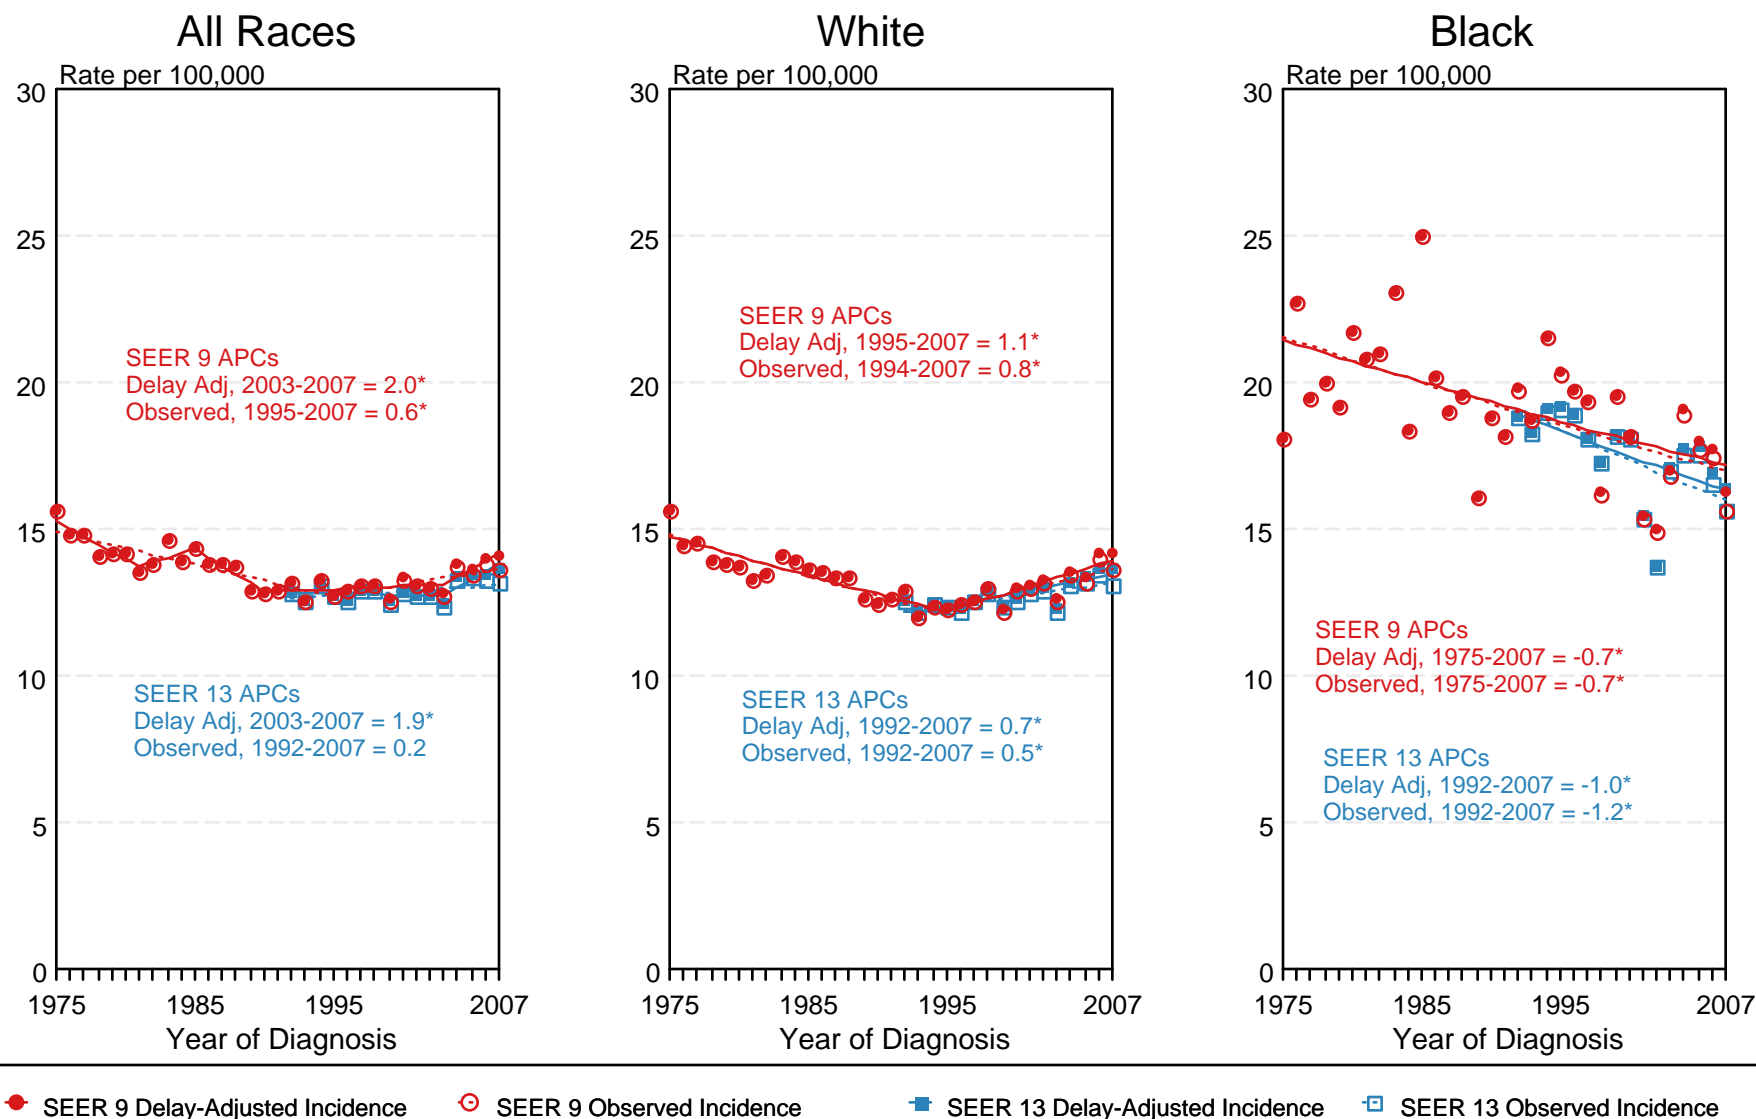 All Races
White
Black
Rate per 100,000
Rate per 100,000
Rate per 100,000
30
25
20
15
10
5
0
SEER 9 APCs
Delay Adj, 2003-2007 = 2.0*
Observed, 1995-2007 = 0.6*
SEER 13 APCs
Delay Adj, 2003-2007 = 1.9*
Observed, 1992-2007 = 0.2
1975
1985
1995
2007
Year of Diagnosis
30
25
20
15
10
5
0
SEER 9 APCs
Delay Adj, 1995-2007 = 1.1*
Observed, 1994-2007 = 0.8*
SEER 13 APCs
Delay Adj, 1992-2007 = 0.7*
Observed, 1992-2007 = 0.5*
1975
1985
1995
2007
Year of Diagnosis
30
25
20
15
10
5
0
SEER 9 APCs
Delay Adj, 1975-2007 = -0.7*
Observed, 1975-2007 = -0.7*
SEER 13 APCs
Delay Adj, 1992-2007 = -1.0*
Observed, 1992-2007 = -1.2*
1975
1985
1995
2007
Year of Diagnosis
SEER 9 Delay-Adjusted Incidence
SEER 9 Observed Incidence
SEER 13 Delay-Adjusted Incidence
SEER 13 Observed Incidence